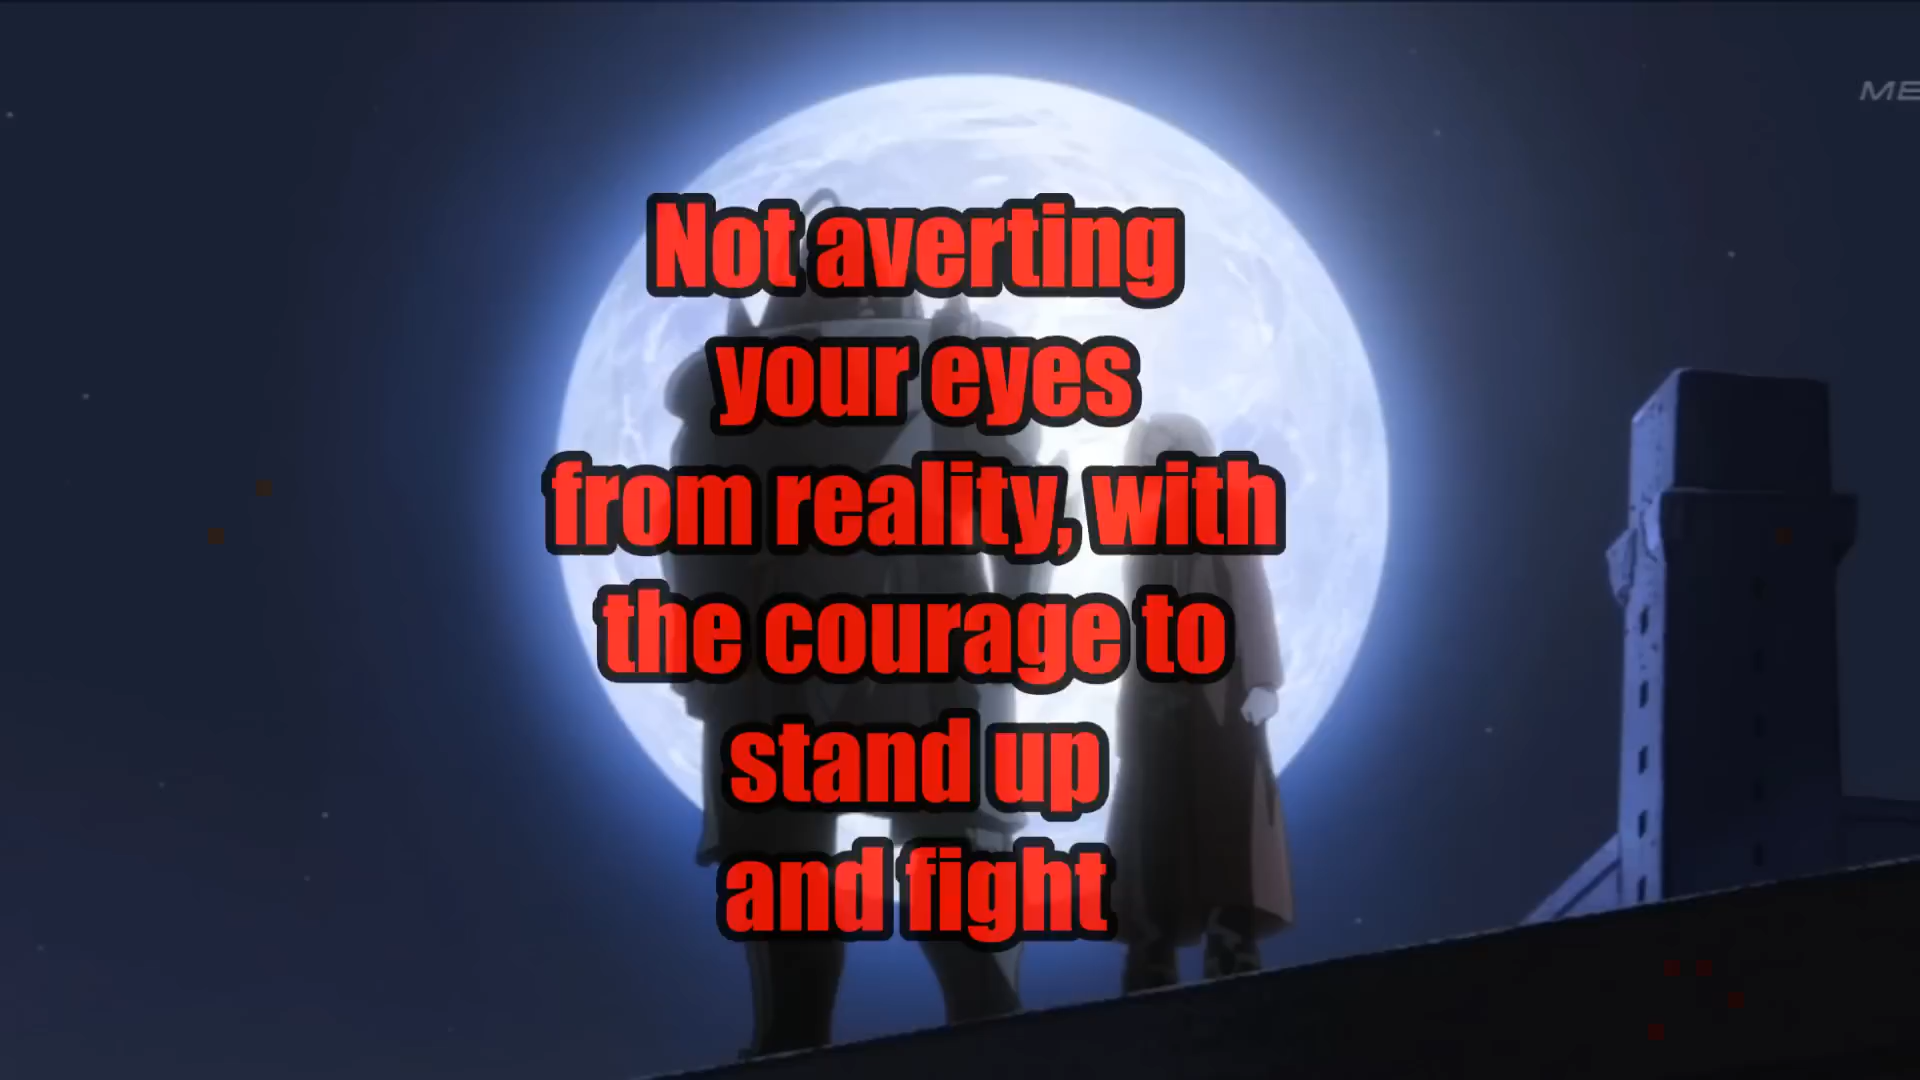 Not averting
your eyes
from reality, with
the courage to
stand up
and fight